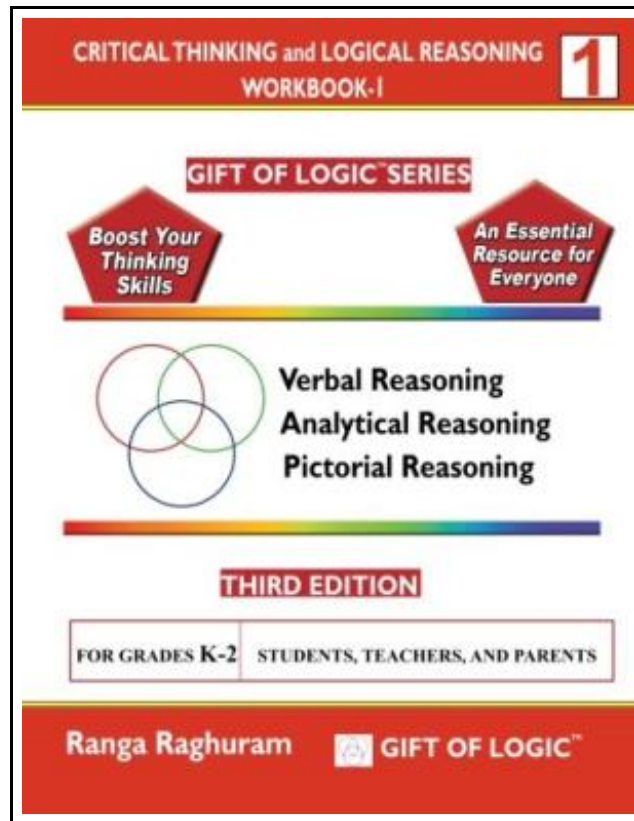 CRITICAL THINKING and LOGICAL REASONING
WORKBOOK-1
1
GIFT OF LOGIC™ SERIES
Boost Your
Thinking
Skills
An Essential
Resource for
Everyone
Verbal Reasoning
Analytical Reasoning
Pictorial Reasoning
THIRD EDITION
FOR GRADES K-2
STUDENTS, TEACHERS, AND PARENTS
Ranga Raghuram
GIFT OF LOGIC™